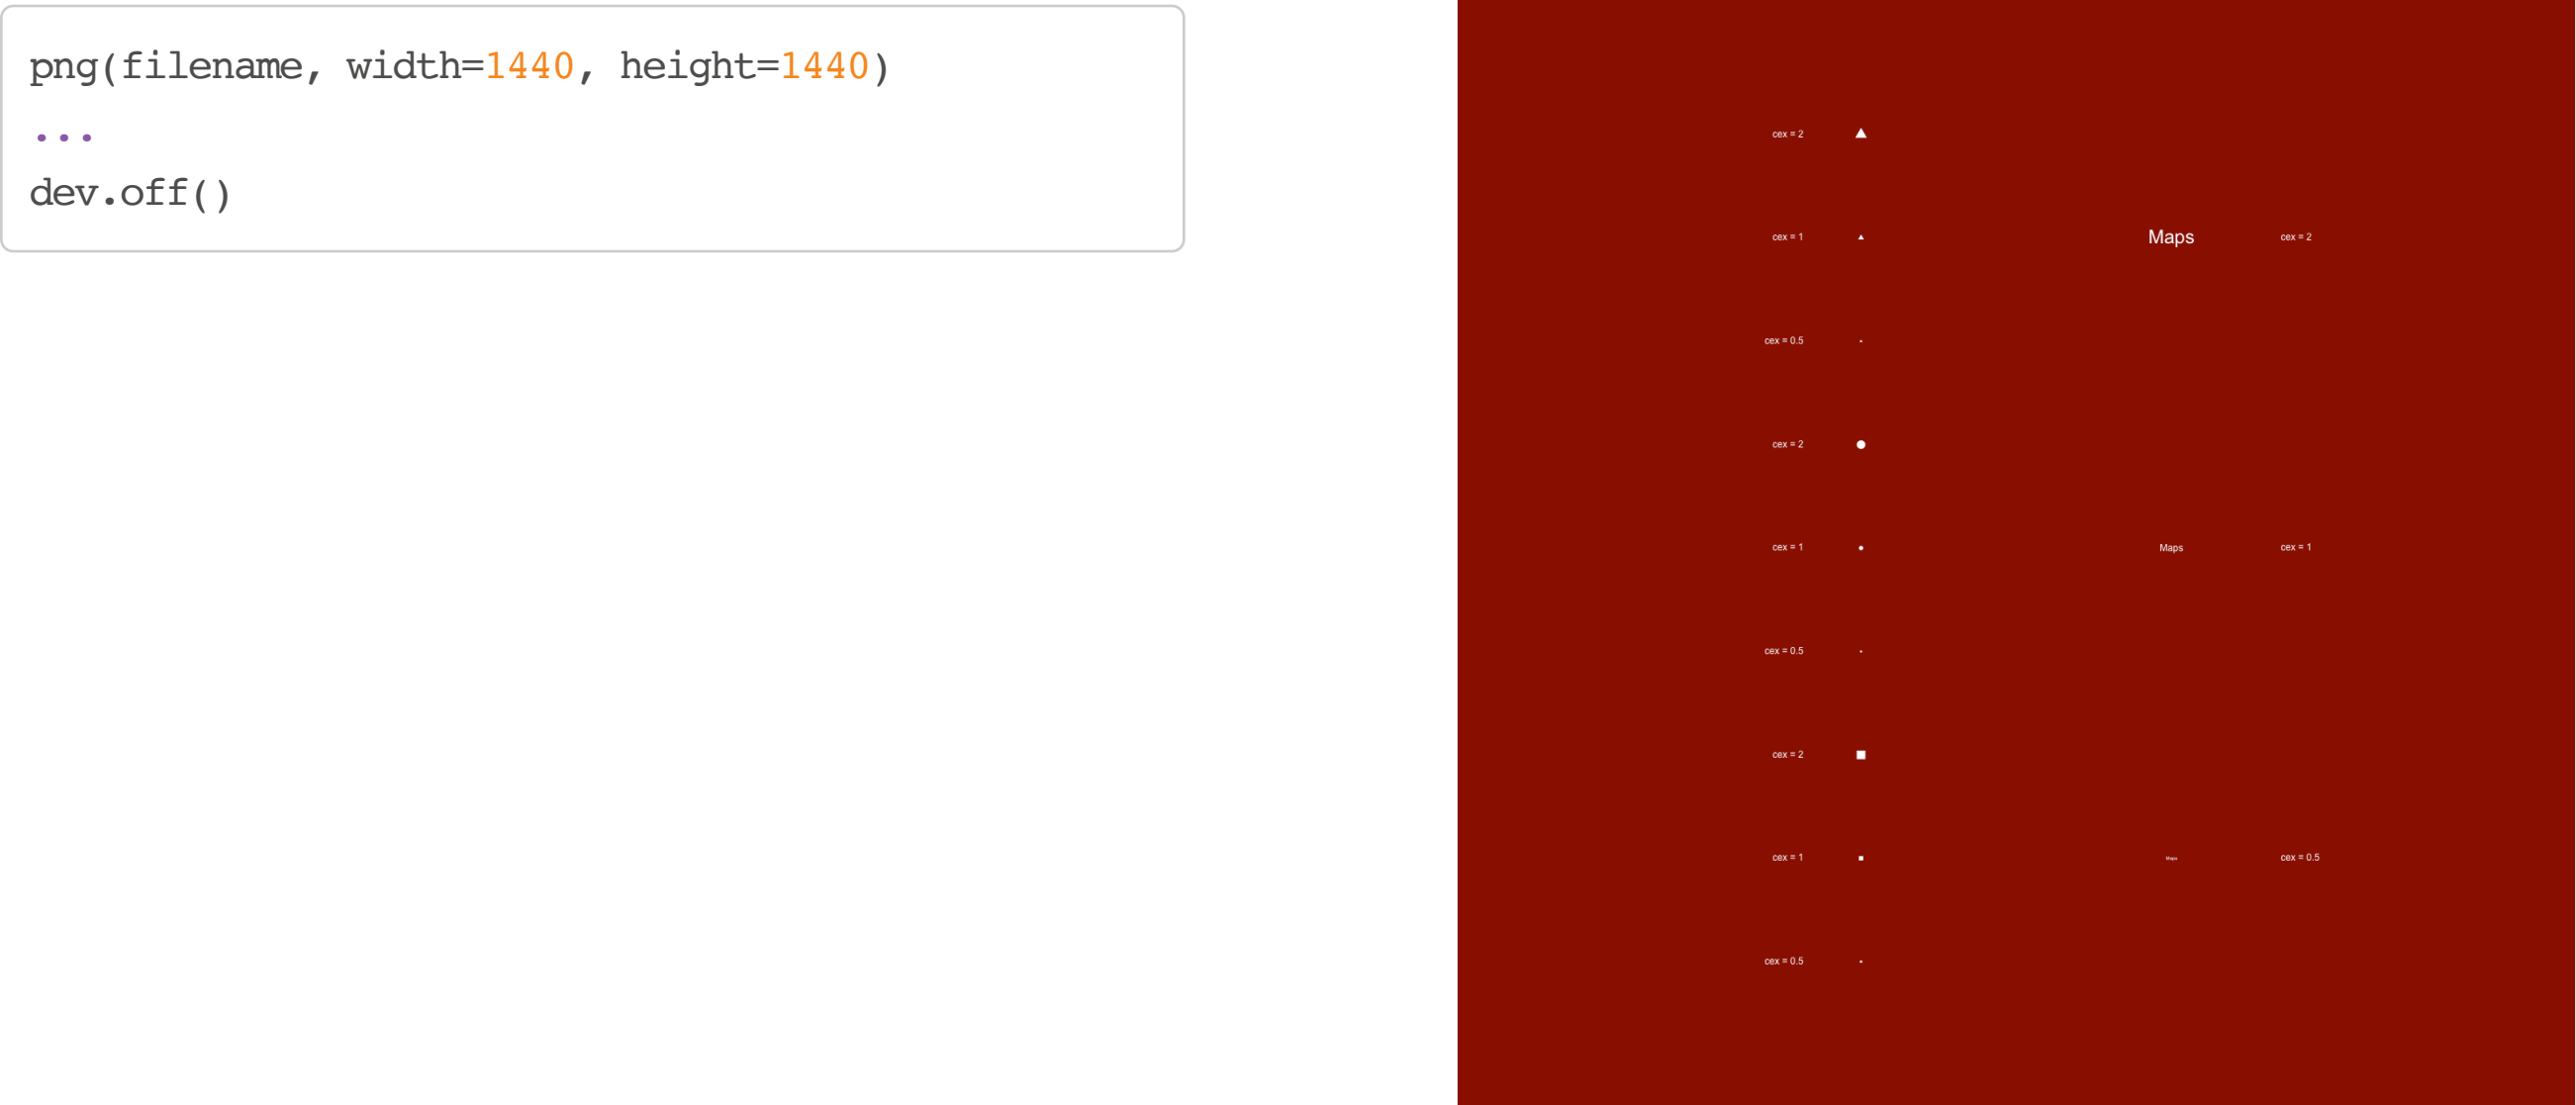 png(filename, width=1440, height=1440)
...
dev.off()
cex = 2
cex = 1
Maps cex = 2
cex = 0.5
cex = 2
cex = 1
Maps cex = 1
cex = 0.5
cex = 2
cex = 1
Maps cex = 0.5
cex = 0.5